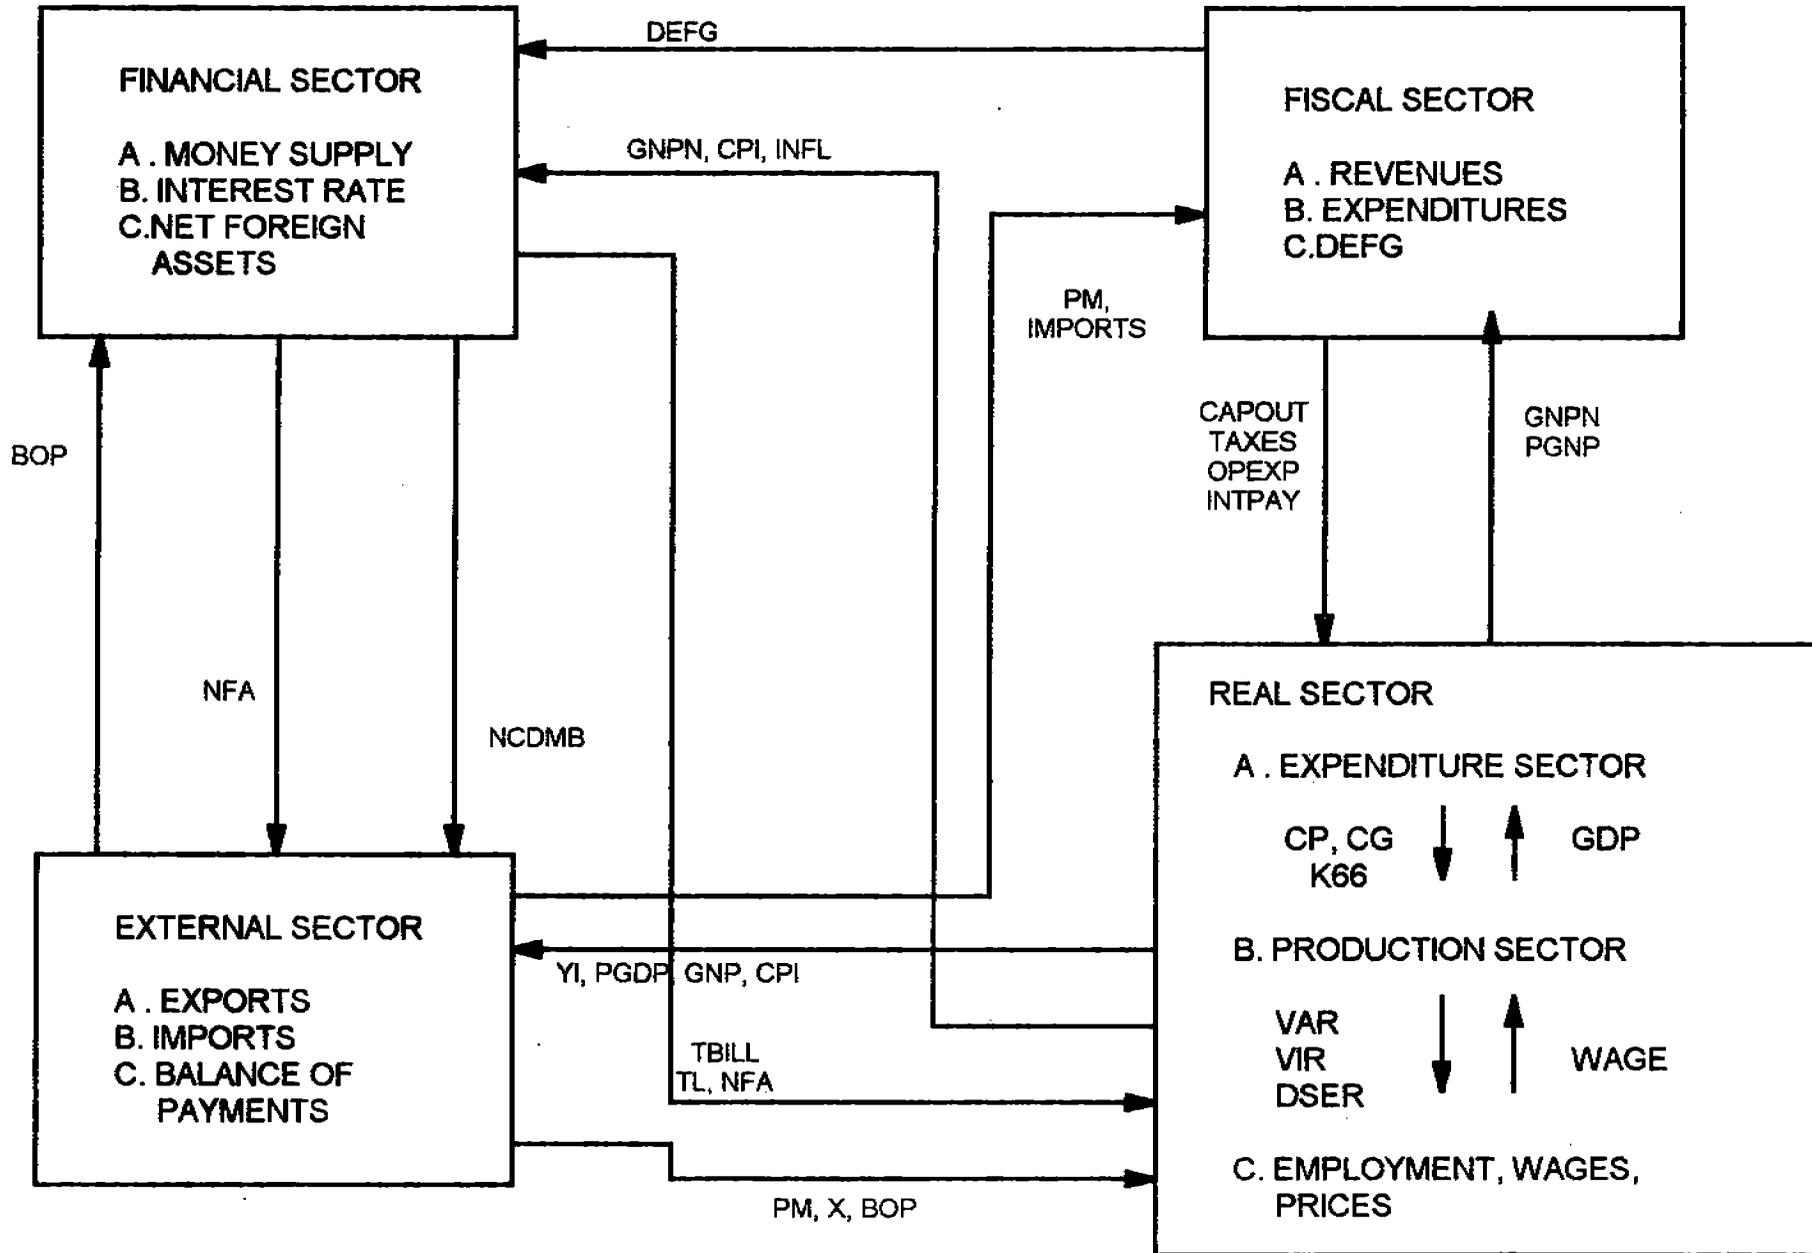 DEFG
FINANCIAL SECTOR
A . MONEY SUPPLY
B. INTEREST RATE
C.NET FOREIGN
ASSETS
GNPN, CPI, INFL
FISCAL SECTOR
A . REVENUES
B. EXPENDITURES
C.DEFG
PM,
IMPORTS
CAPOUT
TAXES
OPEXP
INTPAY
GNPN
PGNP
BOP
NFA
NCDMB
REAL SECTOR
A . EXPENDITURE SECTOR
CP, CG
K66
GDP
B. PRODUCTION SECTOR
VAR
VIR
DSER
WAGE
C. EMPLOYMENT, WAGES,
PRICES
EXTERNAL SECTOR
A . EXPORTS
B. IMPORTS
C. BALANCE OF
PAYMENTS
YI, PGDP, GNP, CPI
TBILL
TL, NFA
PM, X, BOP